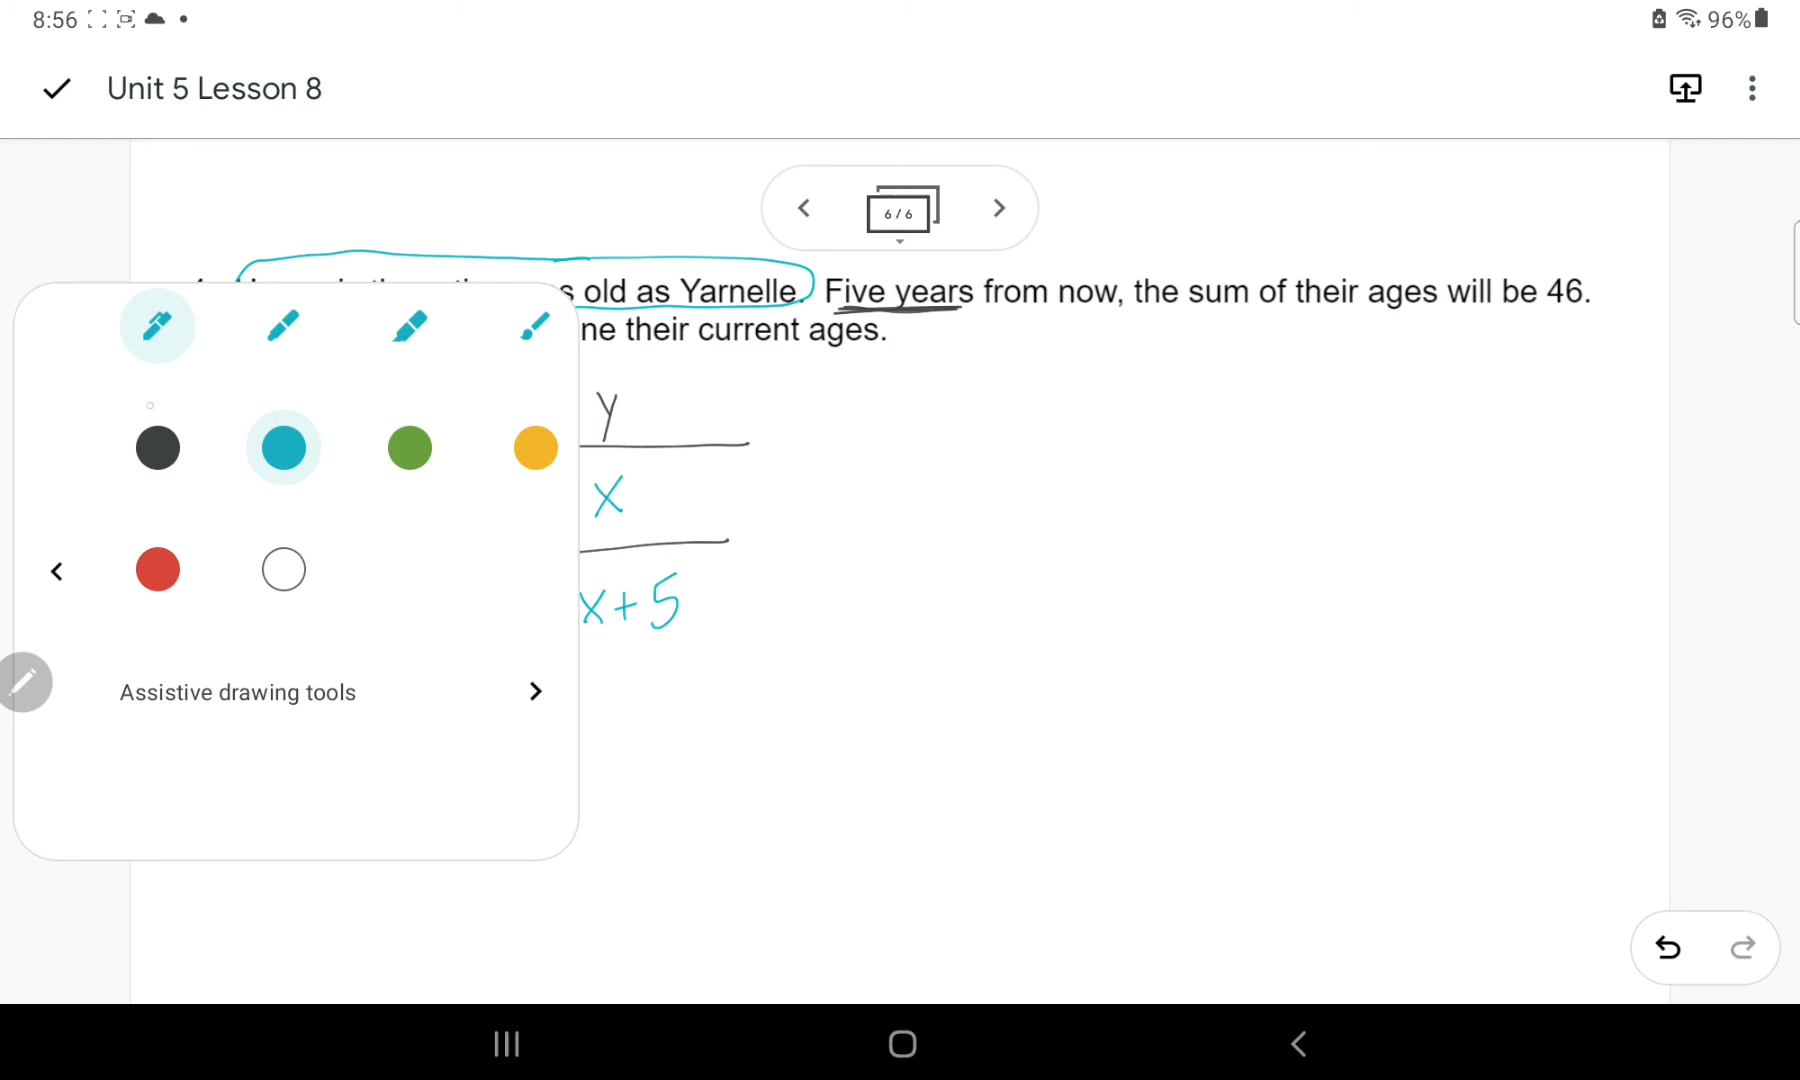 8:56
96%
Unit 5 Lesson 8
6/6
s old as Yarnelle. Five years from now, the sum of their ages will be 46.
ne their current ages.
y
x
x+5
Assistive drawing tools